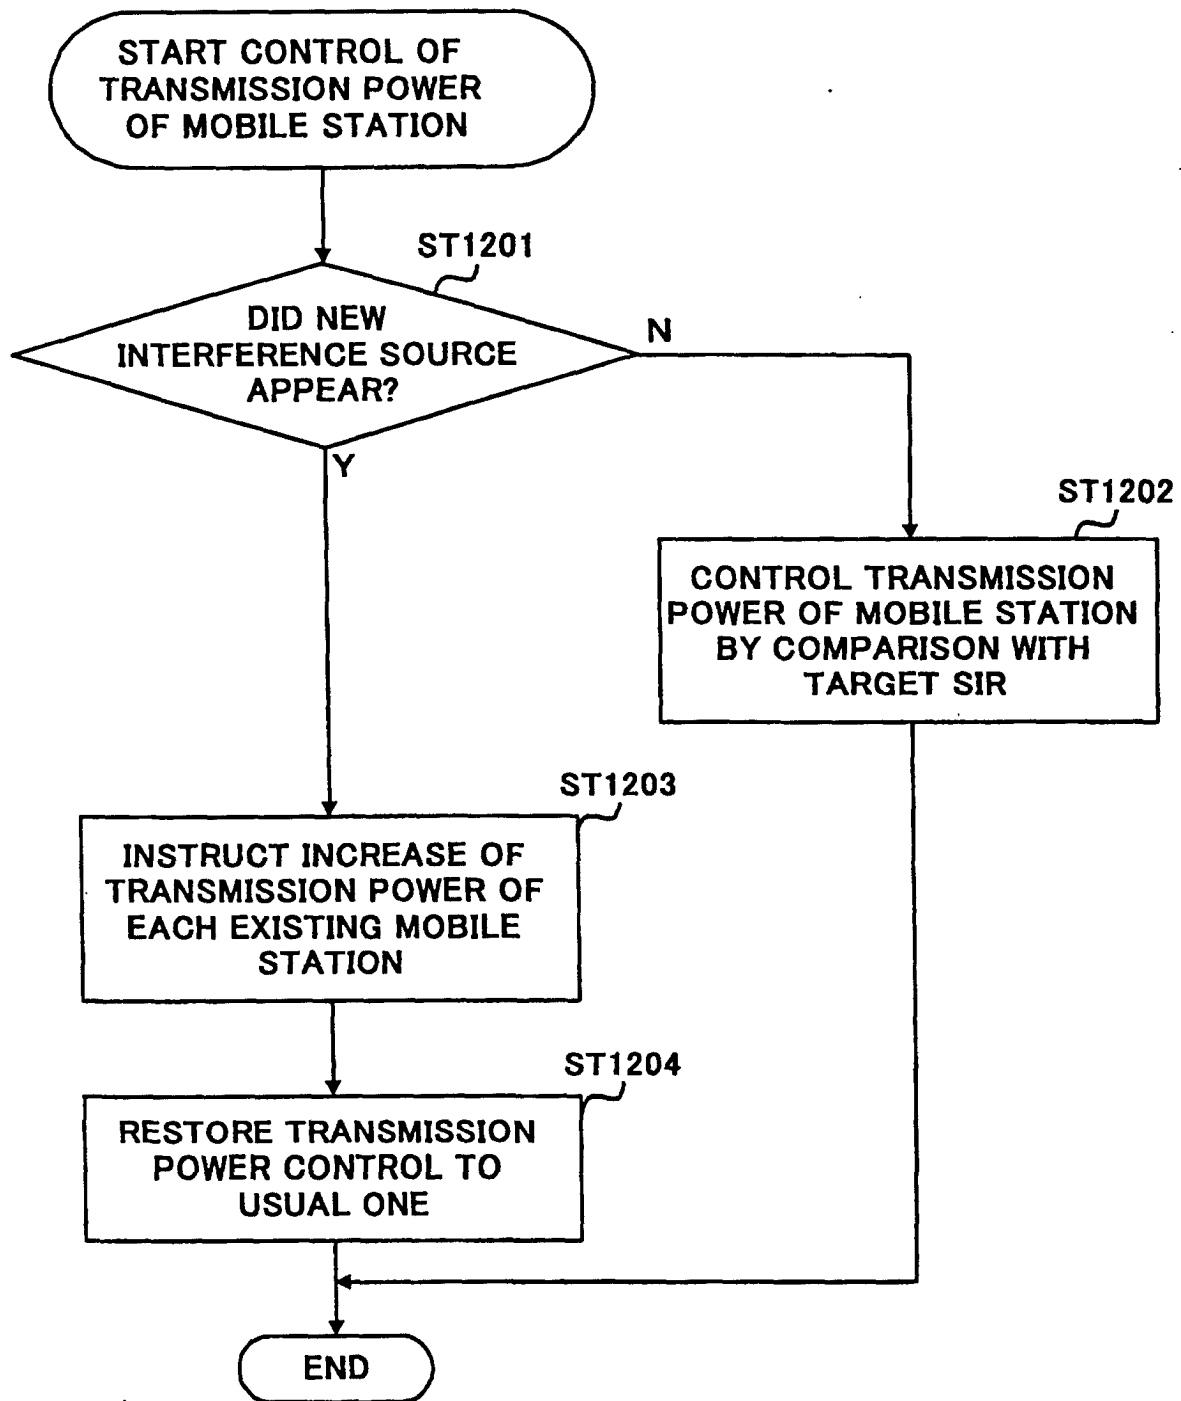 START CONTROL OF
TRANSMISSION POWER
OF MOBILE STATION
ST1201
DID NEW
INTERFERENCE SOURCE
APPEAR?
N
Y
ST1202
CONTROL TRANSMISSION
POWER OF MOBILE STATION
BY COMPARISON WITH
TARGET SIR
ST1203
INSTRUCT INCREASE OF
TRANSMISSION POWER OF
EACH EXISTING MOBILE
STATION
ST1204
RESTORE TRANSMISSION
POWER CONTROL TO
USUAL ONE
END